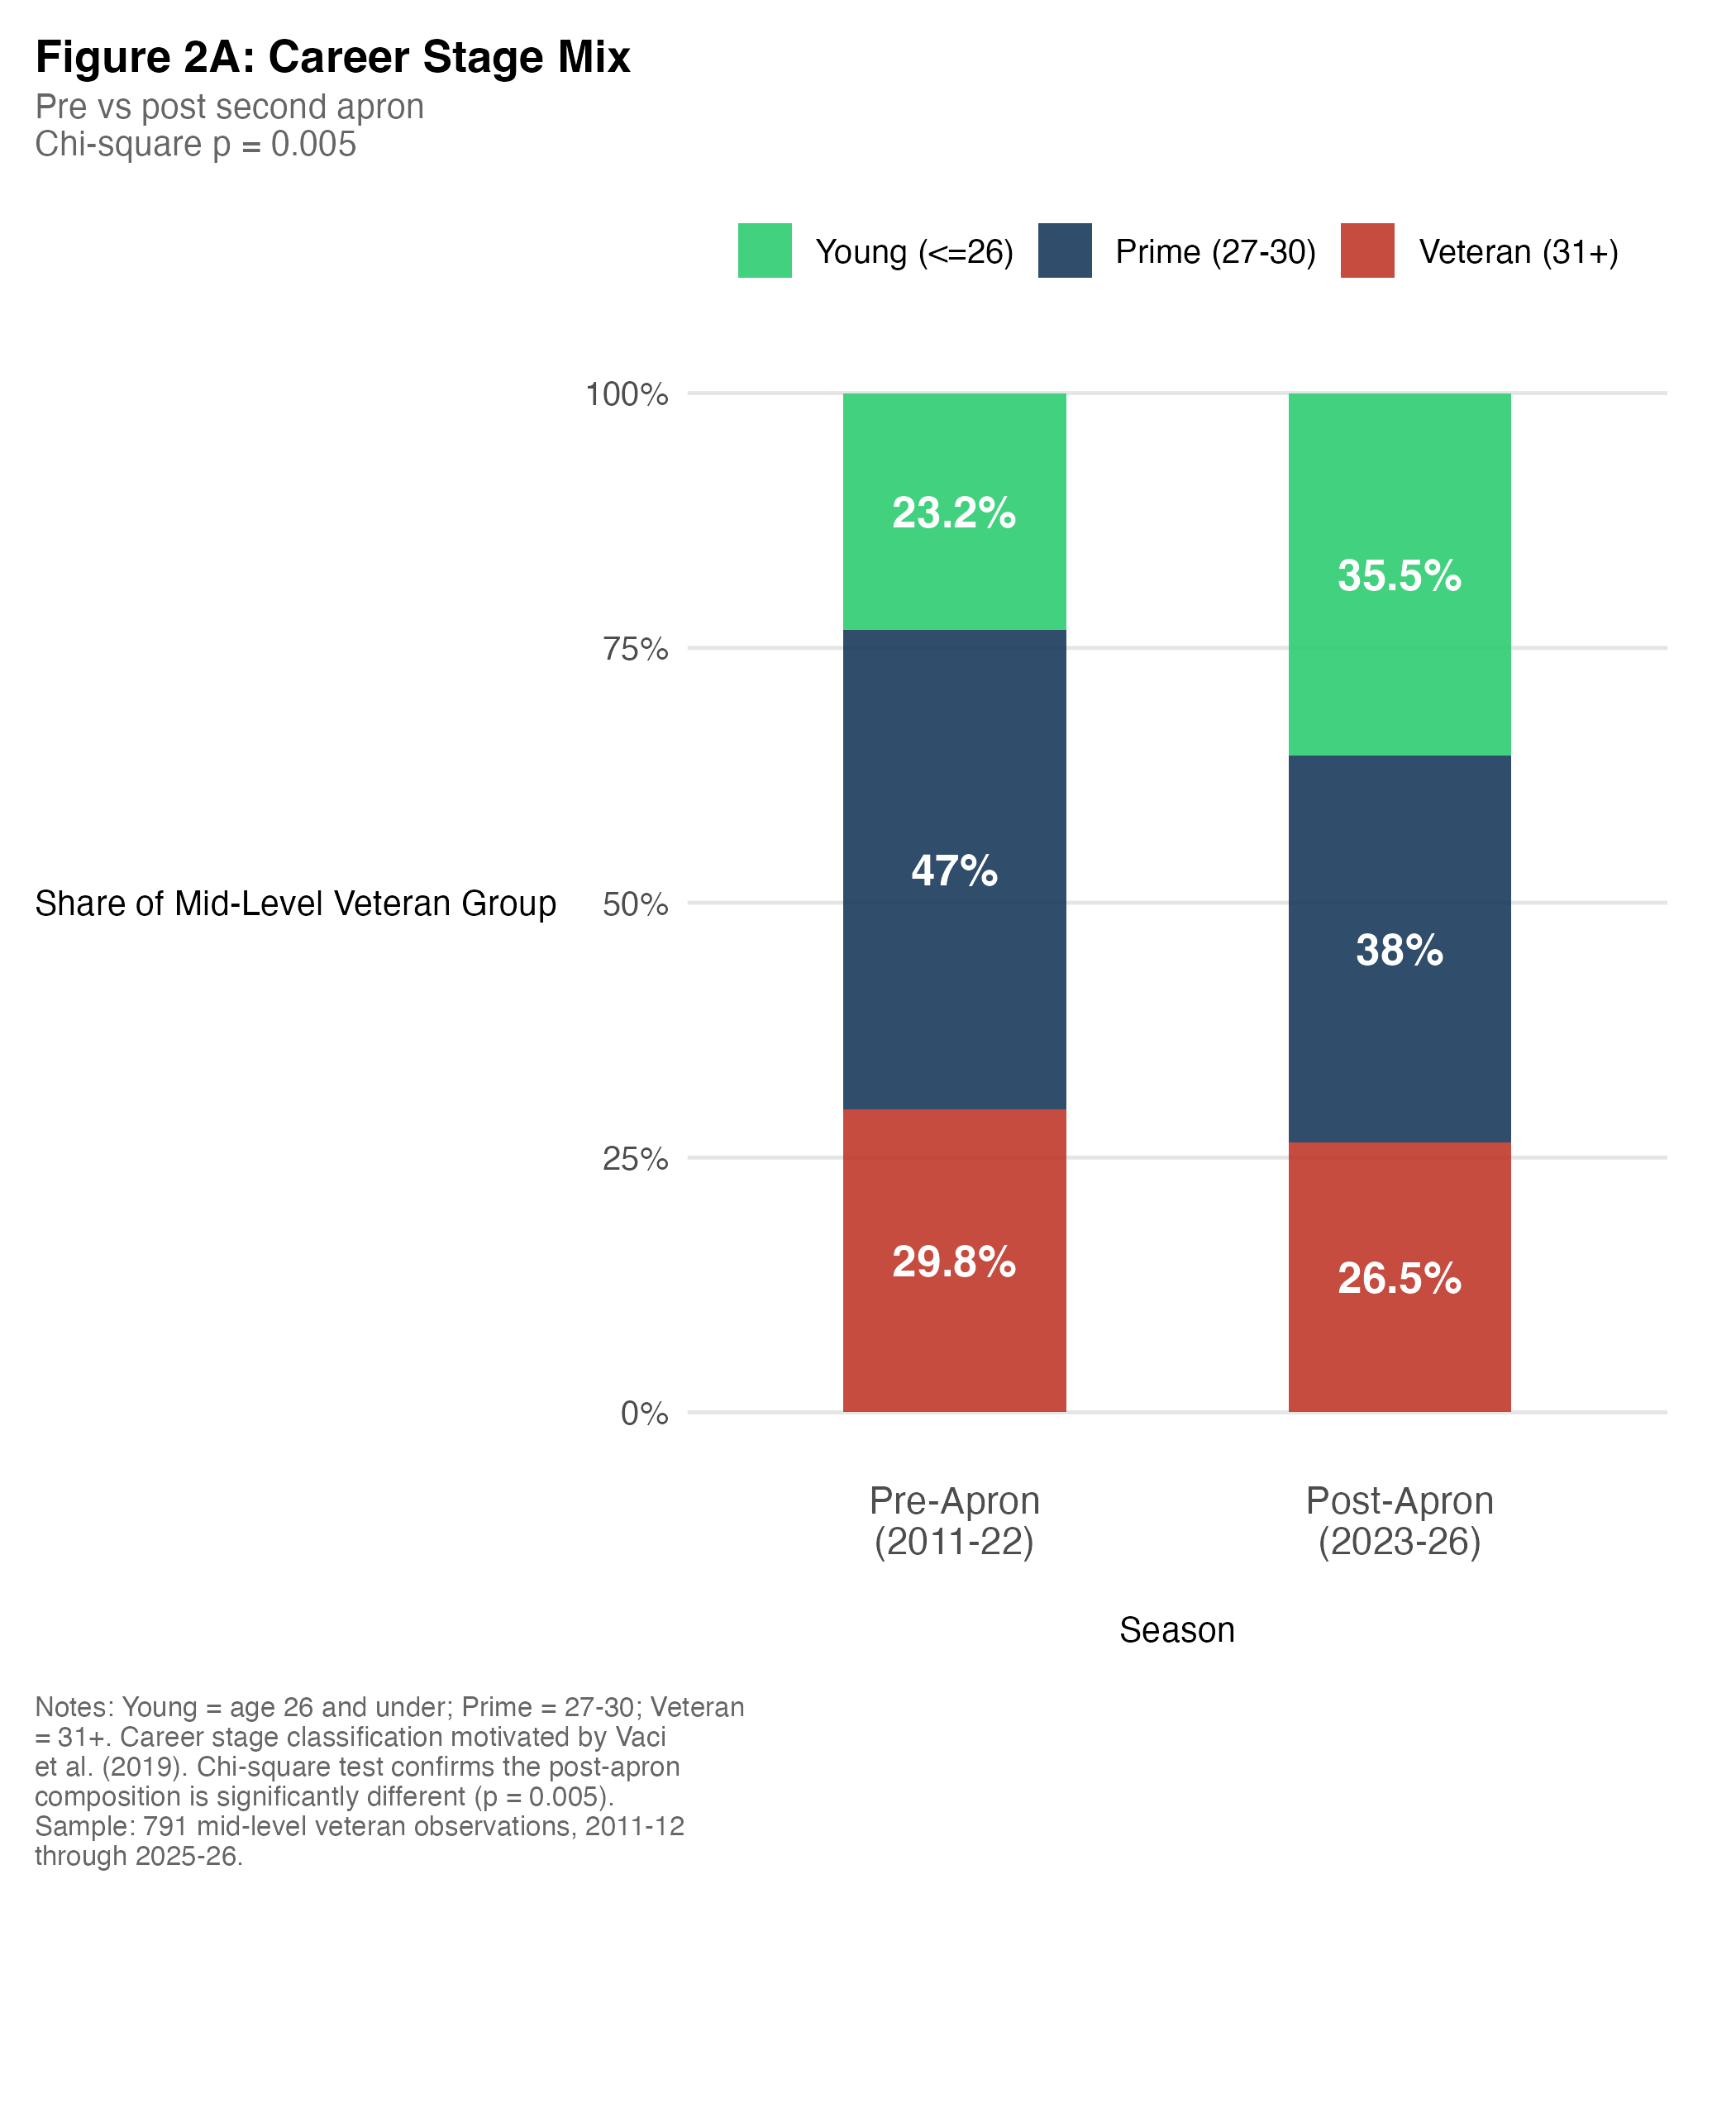 Figure 2A: Career Stage Mix
Pre vs post second apron
Chi-square p = 0.005
Young (<=26) Prime (27-30) Veteran (31+)
100%
75%
50%
25%
0%
Share of Mid-Level Veteran Group
23.2%
47%
29.8%
35.5%
38%
26.5%
Pre-Apron
(2011-22)
Post-Apron
(2023-26)
Season
Notes: Young = age 26 and under; Prime = 27-30; Veteran
= 31+. Career stage classification motivated by Vaci
et al. (2019). Chi-square test confirms the post-apron
composition is significantly different (p = 0.005).
Sample: 791 mid-level veteran observations, 2011-12
through 2025-26.